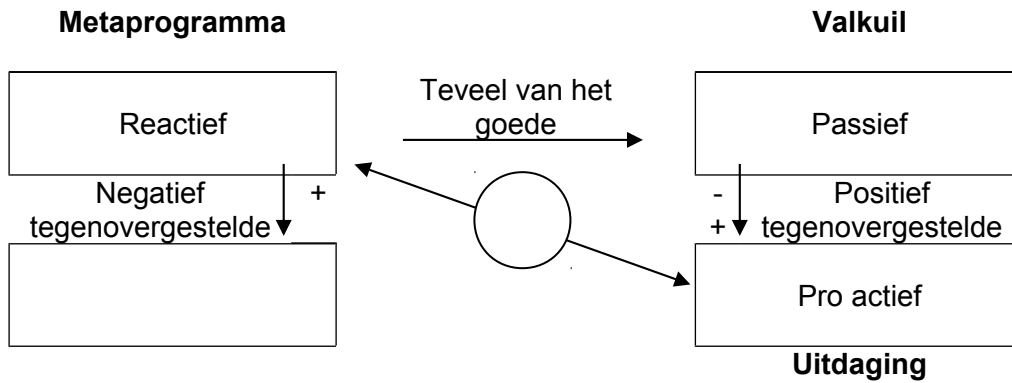 Metaprogramma
Valkuil
Reactief
Teveel van het
goede
Passief
Negatief
tegenovergestelde
+
-
+
Positief
tegenovergestelde
Pro actief
Uitdaging